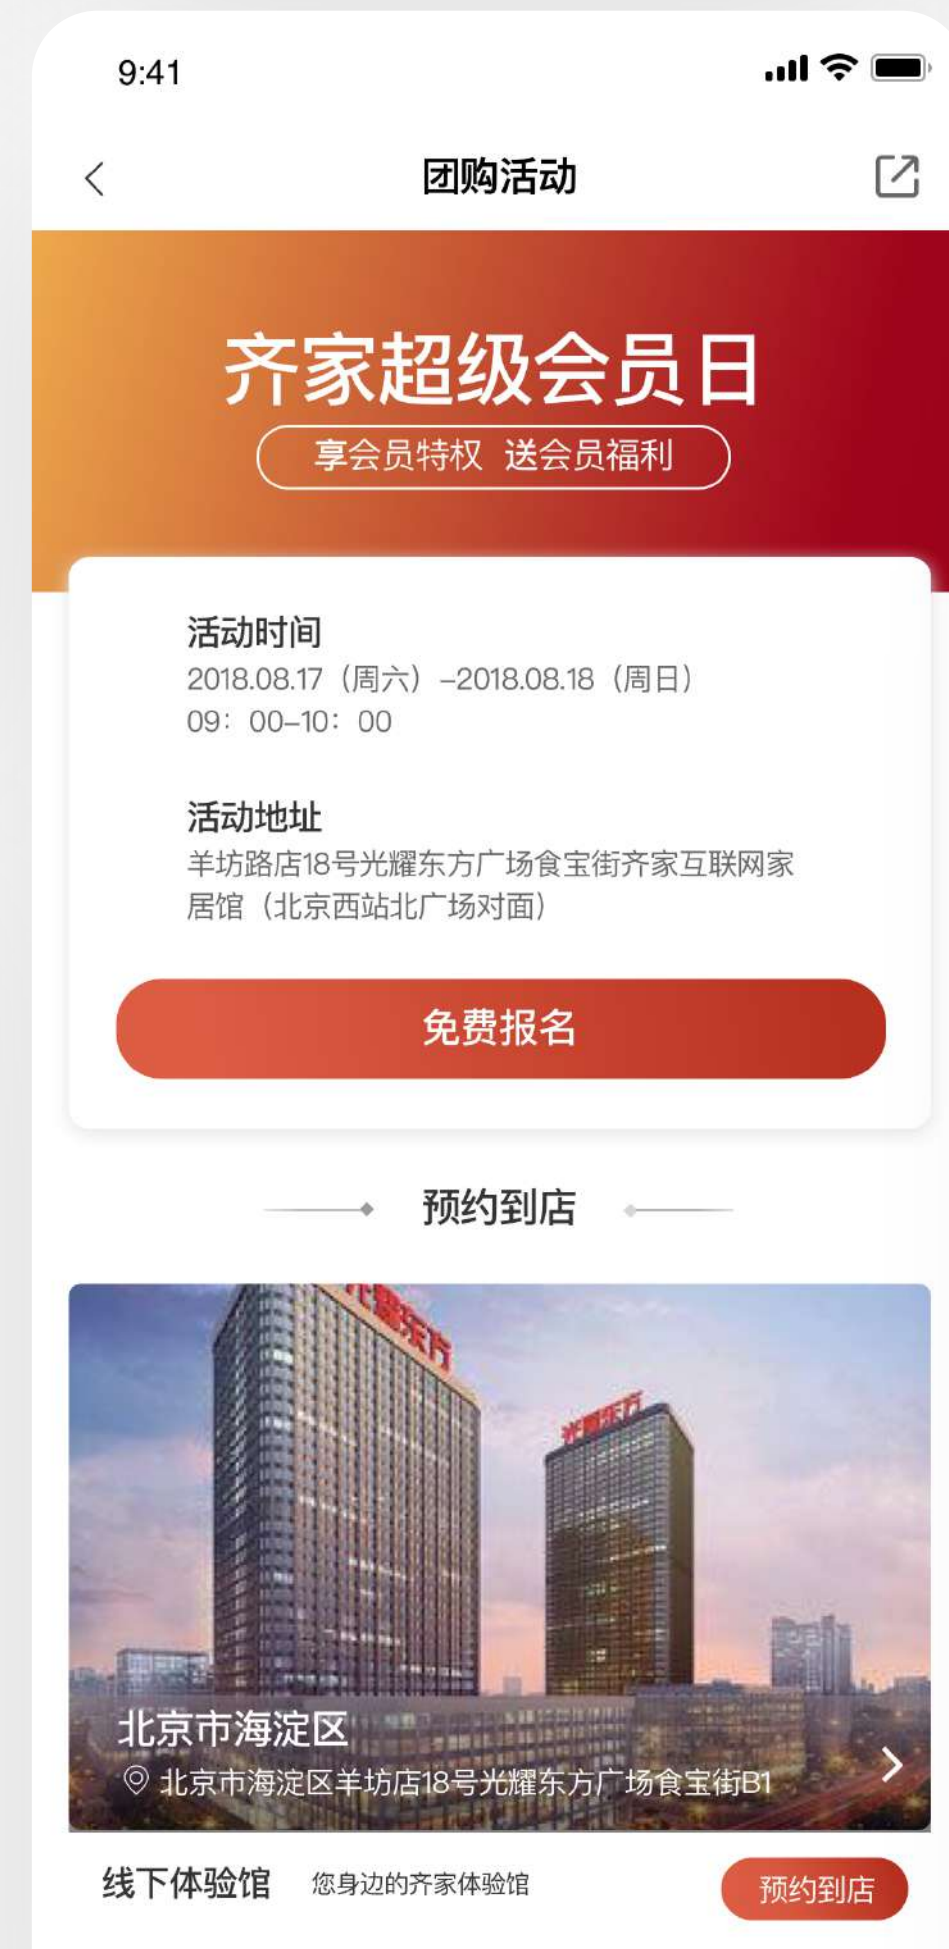 9:41
团购活动
齐家超级会员日
享会员特权 送会员福利
活动时间
2018.08.17（周六）–2018.08.18（周日）
09：00–10：00
活动地址
羊坊路店18号光耀东方广场食宝街齐家互联网家
居馆（北京西站北广场对面）
免费报名
预约到店
光耀东方
光耀东方
北京市海淀区
北京市海淀区羊坊店18号光耀东方广场食宝街B1
线下体验馆 您身边的齐家体验馆
预约到店